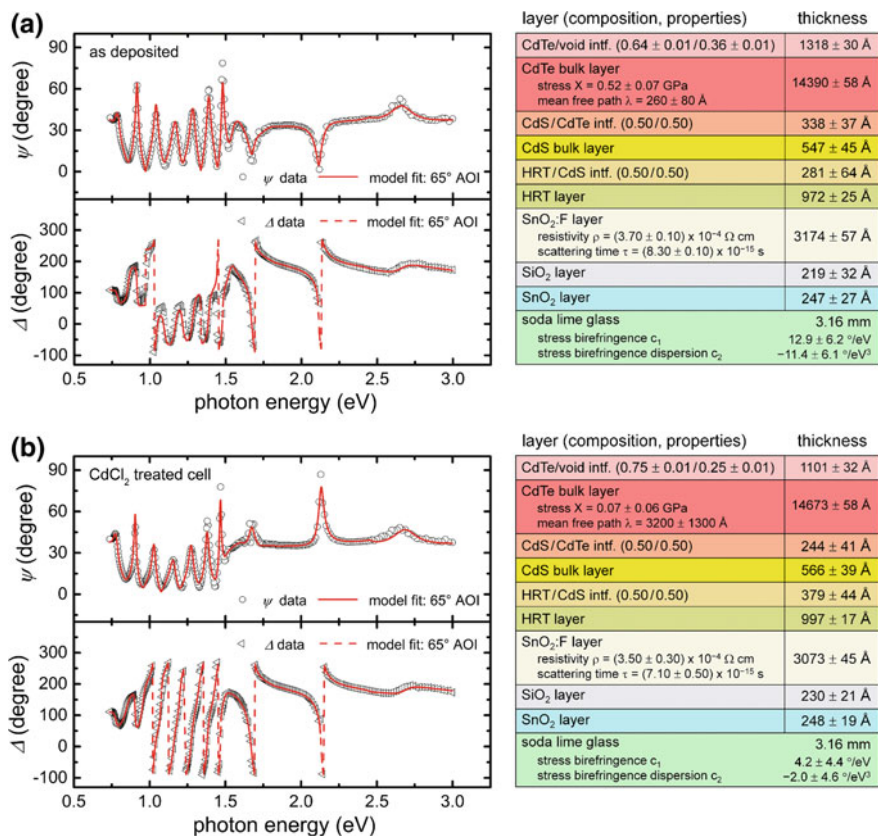 (a)
as deposited
ψ (degree)
90
60
30
0
ψ data
model fit: 65° AOI
Δ data
model fit: 65° AOI
Δ (degree)
300
200
100
0
-100
0.5 1.0 1.5 2.0 2.5 3.0
photon energy (eV)
layer (composition, properties) thickness
CdTe/void intf. (0.64 ± 0.01/0.36 ± 0.01) 1318 ± 30 Å
CdTe bulk layer
stress X = 0.52 ± 0.07 GPa 14390 ± 58 Å
mean free path λ = 260 ± 80 Å
CdS/CdTe intf. (0.50/0.50) 338 ± 37 Å
CdS bulk layer 547 ± 45 Å
HRT/CdS intf. (0.50/0.50) 281 ± 64 Å
HRT layer 972 ± 25 Å
SnO₂:F layer
resistivity ρ = (3.70 ± 0.10) x 10⁻⁴ Ω cm 3174 ± 57 Å
scattering time τ = (8.30 ± 0.10) x 10⁻¹⁵ s
SiO₂ layer 219 ± 32 Å
SnO₂ layer 247 ± 27 Å
soda lime glass 3.16 mm
stress birefringence c₁ 12.9 ± 6.2 °/eV
stress birefringence dispersion c₂ −11.4 ± 6.1 °/eV³
(b)
CdCl₂ treated cell
ψ (degree)
90
60
30
0
ψ data
model fit: 65° AOI
Δ data
model fit: 65° AOI
Δ (degree)
300
200
100
0
-100
0.5 1.0 1.5 2.0 2.5 3.0
photon energy (eV)
layer (composition, properties) thickness
CdTe/void intf. (0.75 ± 0.01/0.25 ± 0.01) 1101 ± 32 Å
CdTe bulk layer
stress X = 0.07 ± 0.06 GPa 14673 ± 58 Å
mean free path λ = 3200 ± 1300 Å
CdS/CdTe intf. (0.50/0.50) 244 ± 41 Å
CdS bulk layer 566 ± 39 Å
HRT/CdS intf. (0.50/0.50) 379 ± 44 Å
HRT layer 997 ± 17 Å
SnO₂:F layer
resistivity ρ = (3.50 ± 0.30) x 10⁻⁴ Ω cm 3073 ± 45 Å
scattering time τ = (7.10 ± 0.50) x 10⁻¹⁵ s
SiO₂ layer 230 ± 21 Å
SnO₂ layer 248 ± 19 Å
soda lime glass 3.16 mm
stress birefringence c₁ 4.2 ± 4.4 °/eV
stress birefringence dispersion c₂ −2.0 ± 4.6 °/eV³